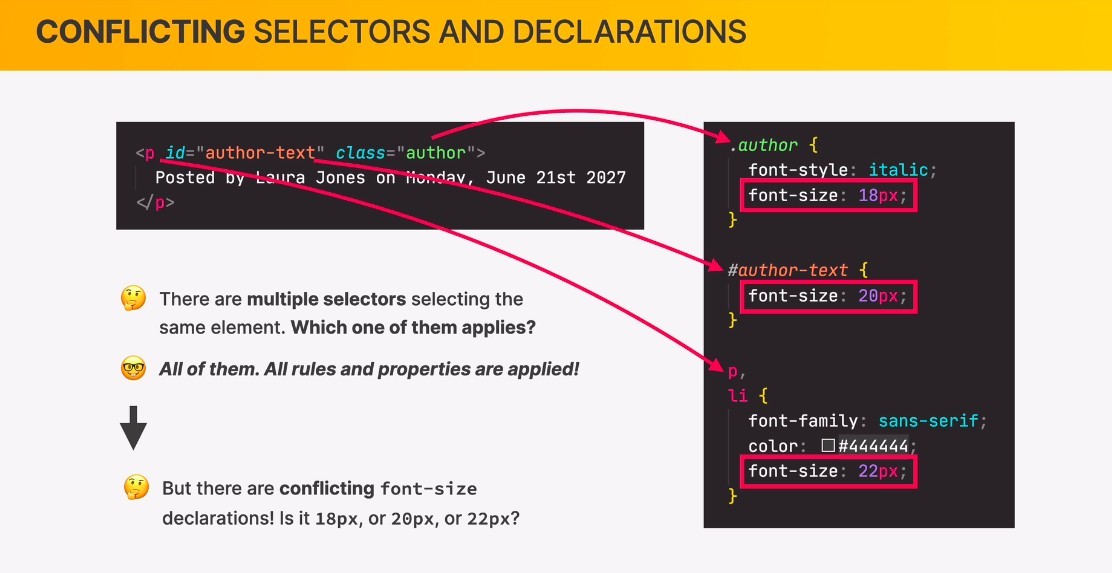 CONFLICTING SELECTORS AND DECLARATIONS
<p id="author-text" class="author">
Posted by Laura Jones on Monday, June 21st 2027
</p>
🤔 There are multiple selectors selecting the
same element. Which one of them applies?
🤓 All of them. All rules and properties are applied!
🤔 But there are conflicting font-size
declarations! Is it 18px, or 20px, or 22px?
.author {
font-style: italic;
font-size: 18px;
}
#author-text {
font-size: 20px;
}
p,
li {
font-family: sans-serif;
color: #444444;
font-size: 22px;
}